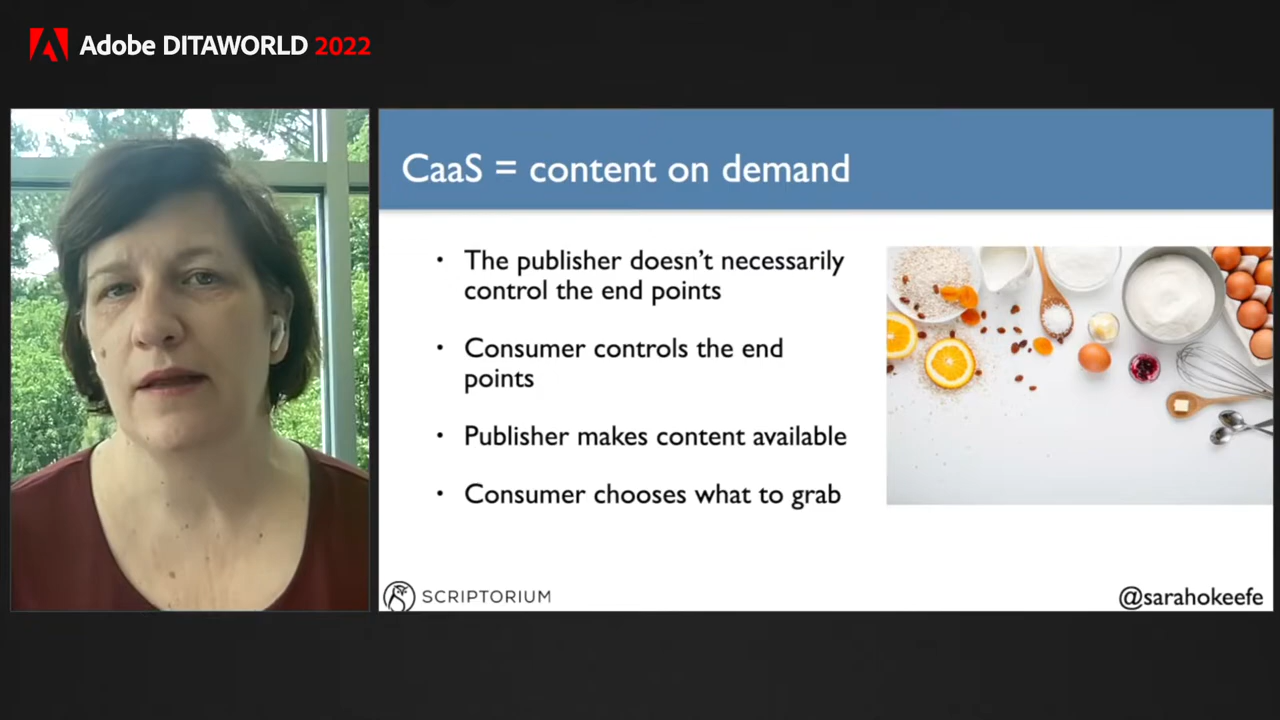 Adobe DITAWORLD 2022
CaaS = content on demand
• The publisher doesn't necessarily
control the end points
• Consumer controls the end
points
• Publisher makes content available
• Consumer chooses what to grab
SCRIPTORIUM
@sarahokeefe